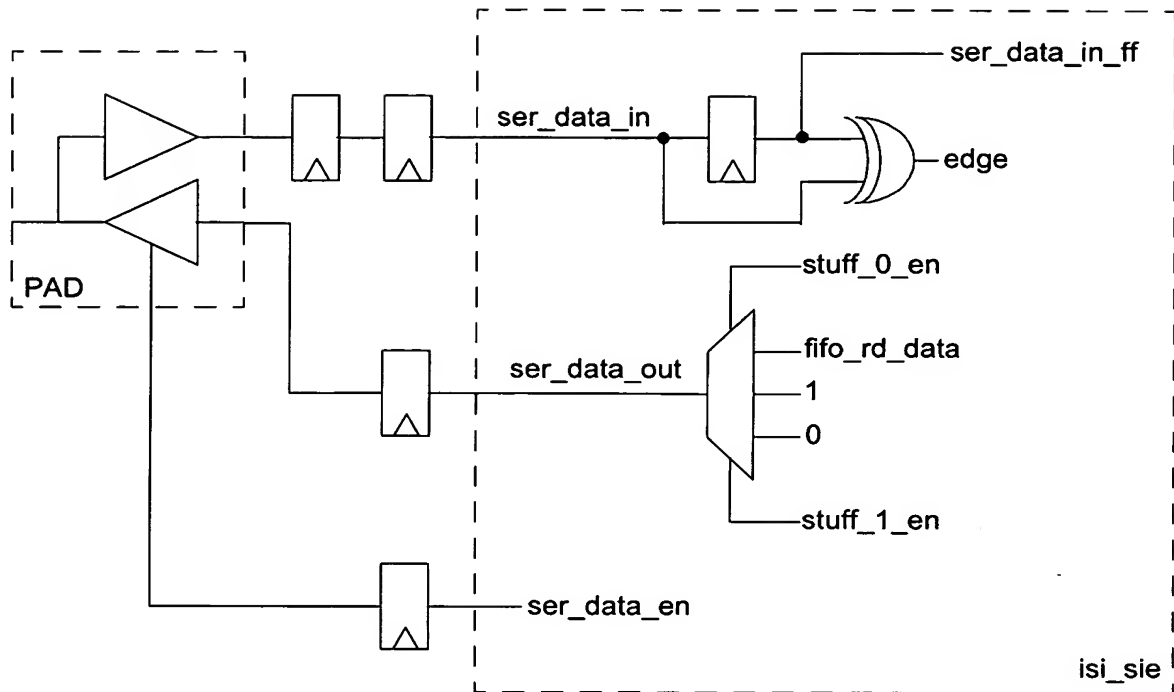 ser_data_in_ff
ser_data_in
edge
PAD
stuff_0_en
fifo_rd_data
ser_data_out
1
0
stuff_1_en
ser_data_en
isi_sie